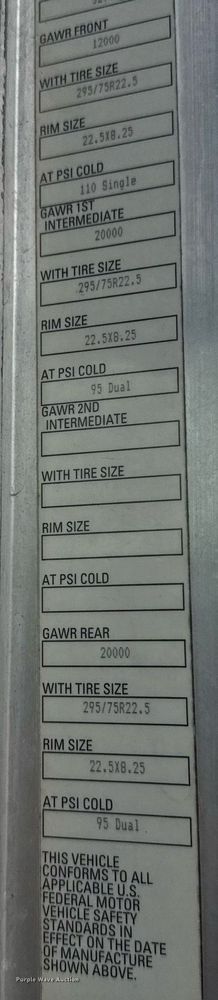 GAWR FRONT
12000
WITH TIRE SIZE
295/75R22.5
RIM SIZE
22.5X8.25
AT PSI COLD
110 Single
GAWR 1ST
INTERMEDIATE
20000
WITH TIRE SIZE
295/75R22.5
RIM SIZE
22.5X8.25
AT PSI COLD
95 Dual
GAWR 2ND
INTERMEDIATE
WITH TIRE SIZE
RIM SIZE
AT PSI COLD
GAWR REAR
20000
WITH TIRE SIZE
295/75R22.5
RIM SIZE
22.5X8.25
AT PSI COLD
95 Dual
THIS VEHICLE
CONFORMS TO ALL
APPLICABLE U.S.
FEDERAL MOTOR
VEHICLE SAFETY
STANDARDS IN
EFFECT ON THE DATE
OF MANUFACTURE
SHOWN ABOVE.
Purple Wave Auction